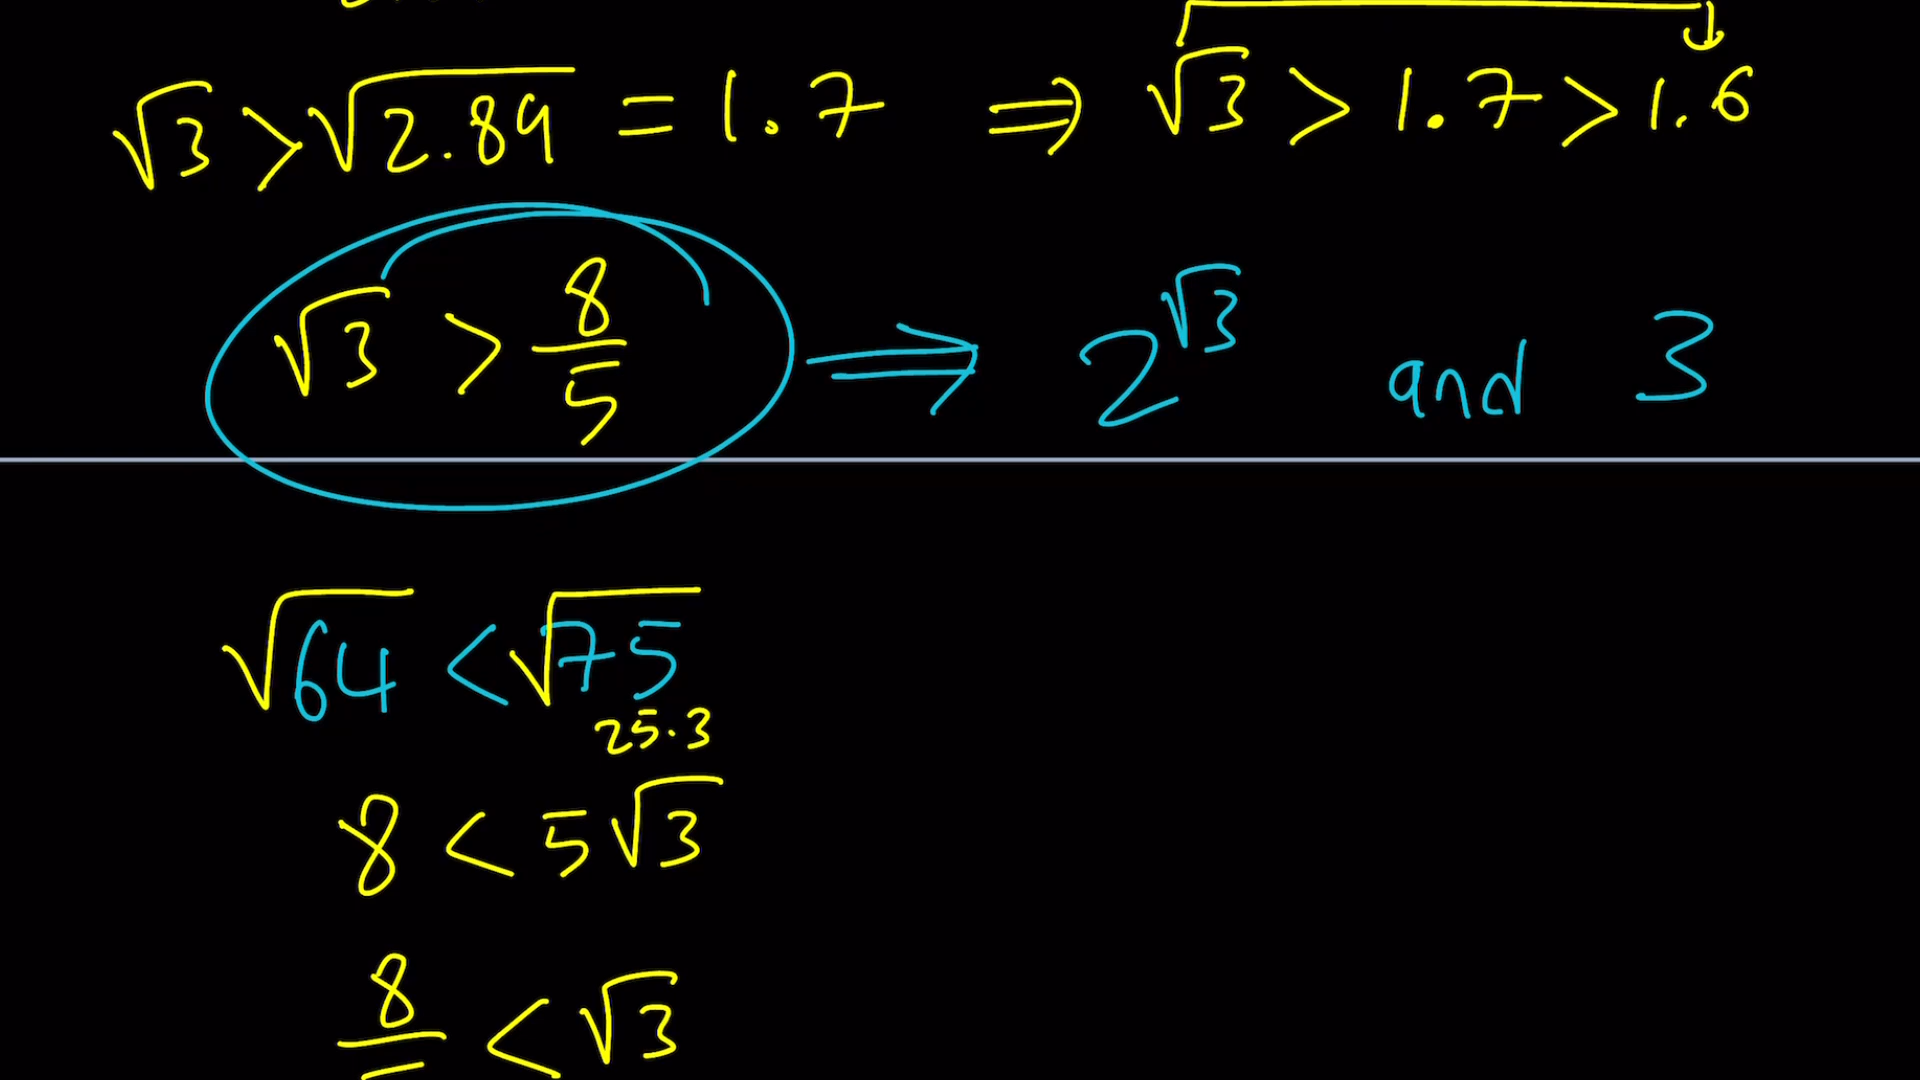 √3 > √2.89 = 1.7 ⇒ √3 > 1.7 > 1.6
√3 > 8/5 ⇒ 2^√3 and 3
√64 < √75
25·3
8 < 5√3
8/ < √3